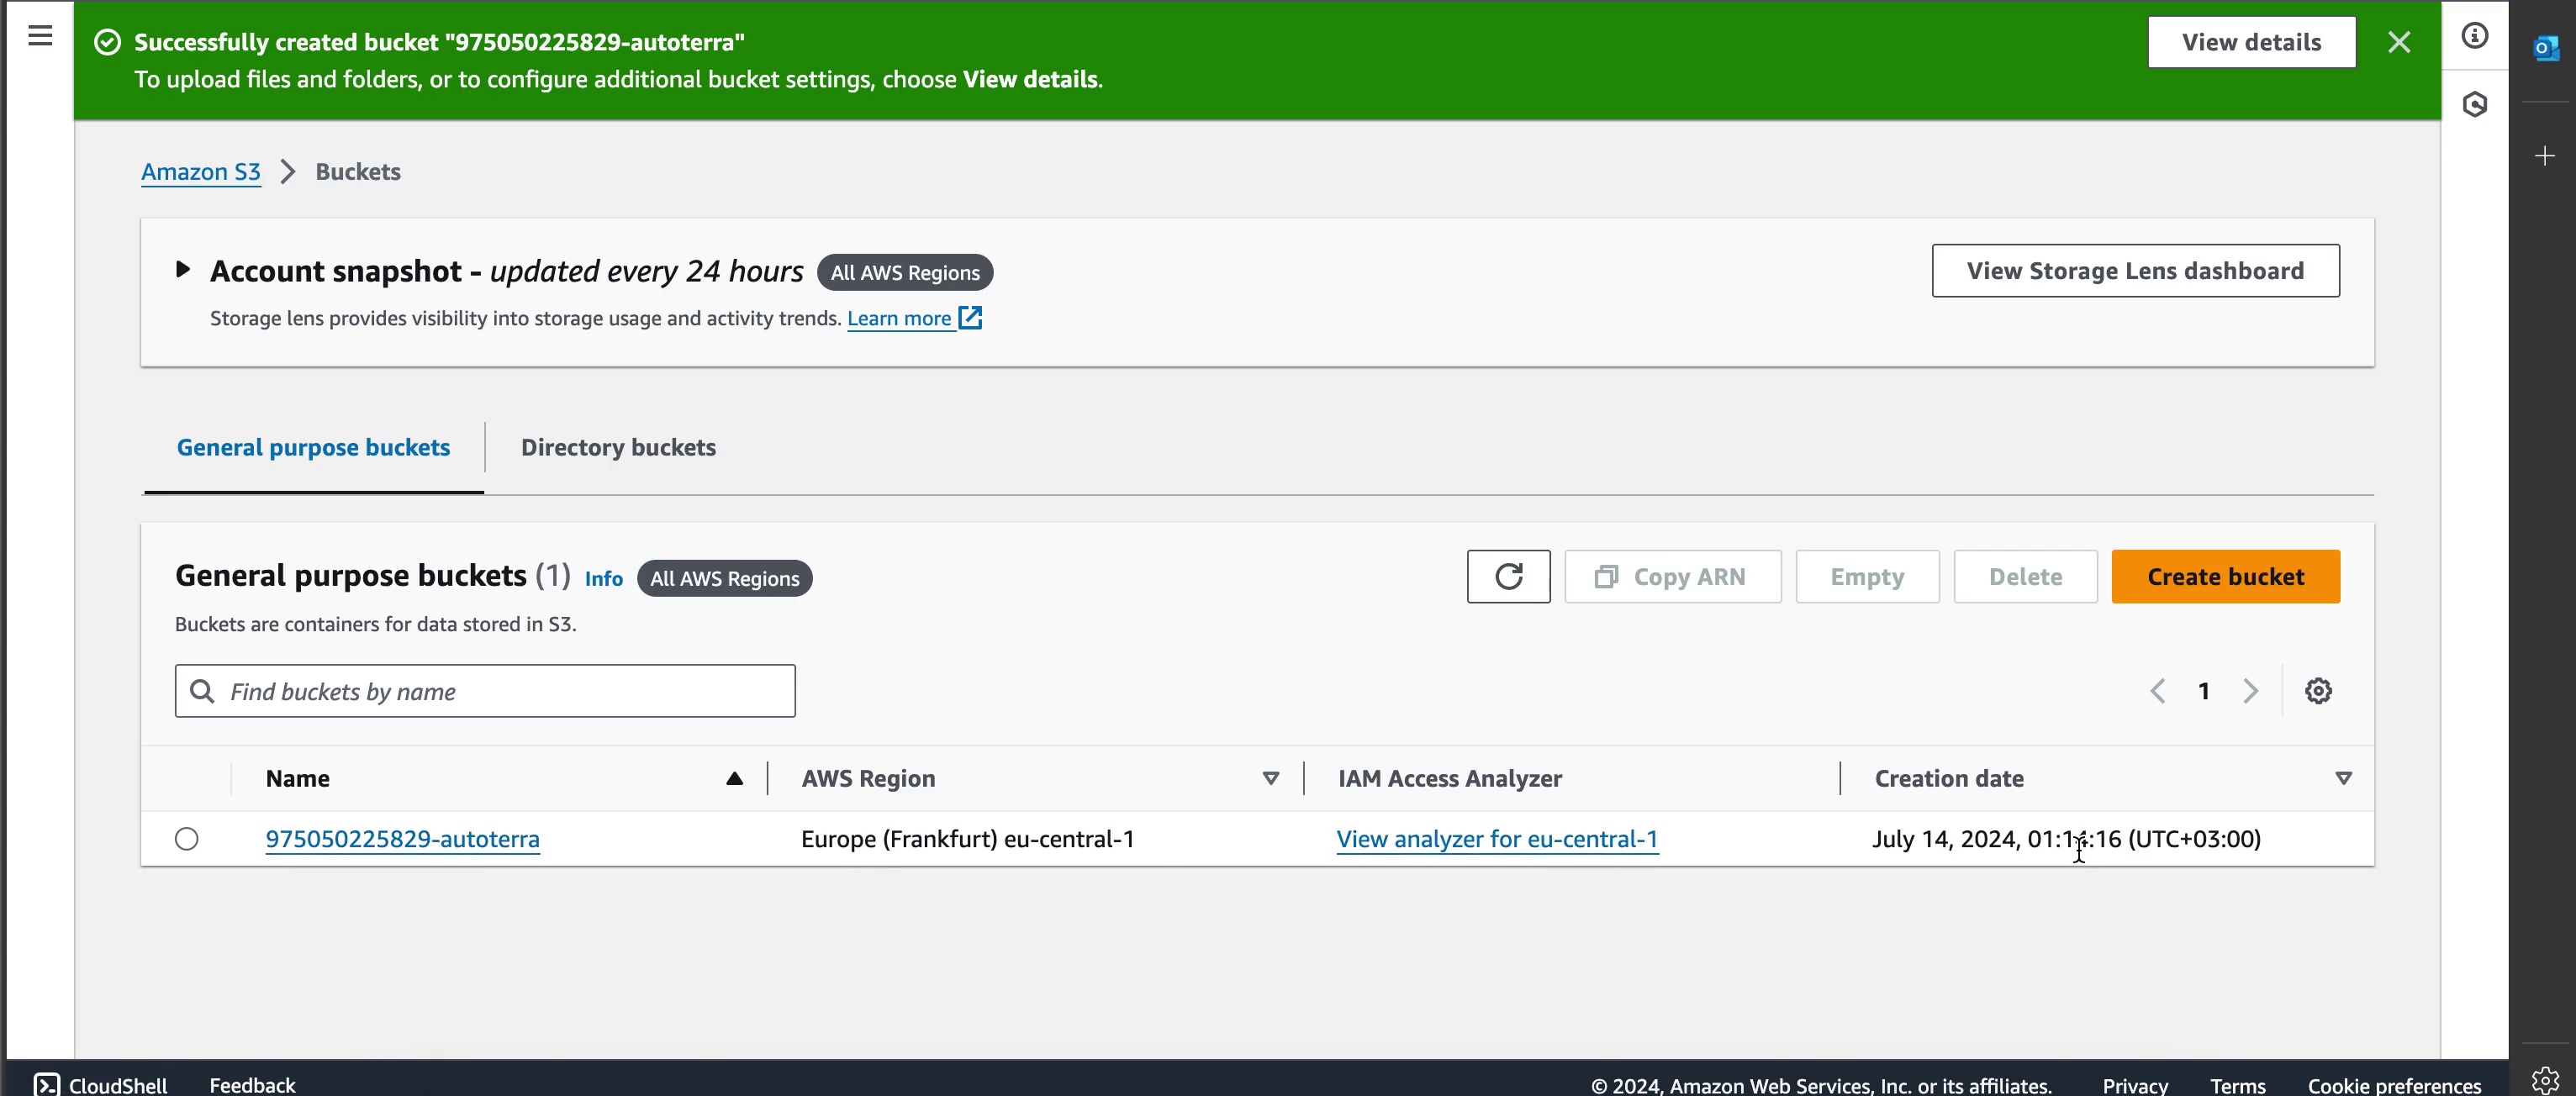 Successfully created bucket "975050225829-autoterra"
To upload files and folders, or to configure additional bucket settings, choose View details.
View details
Amazon S3 Buckets
Account snapshot - updated every 24 hours All AWS Regions
View Storage Lens dashboard
Storage lens provides visibility into storage usage and activity trends. Learn more
General purpose buckets Directory buckets
General purpose buckets (1) Info All AWS Regions
Copy ARN Empty Delete Create bucket
Buckets are containers for data stored in S3.
Find buckets by name
1
Name AWS Region IAM Access Analyzer Creation date
975050225829-autoterra Europe (Frankfurt) eu-central-1 View analyzer for eu-central-1 July 14, 2024, 01:14:16 (UTC+03:00)
CloudShell Feedback © 2024, Amazon Web Services, Inc. or its affiliates. Privacy Terms Cookie preferences